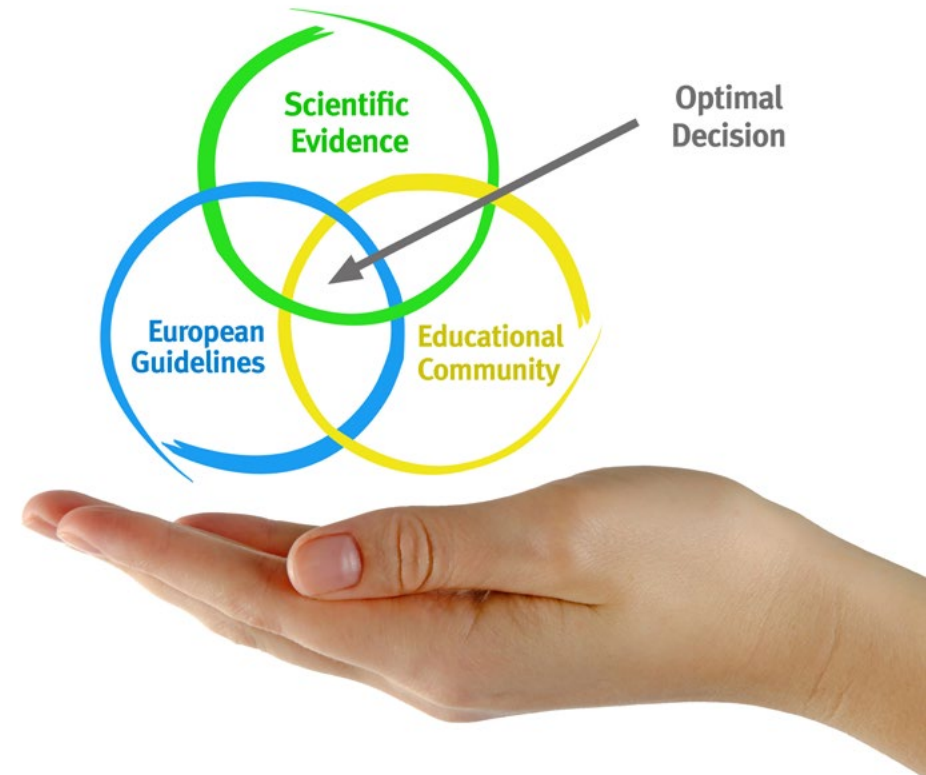 Scientific
Evidence
Optimal
Decision
European
Guidelines
Educational
Community